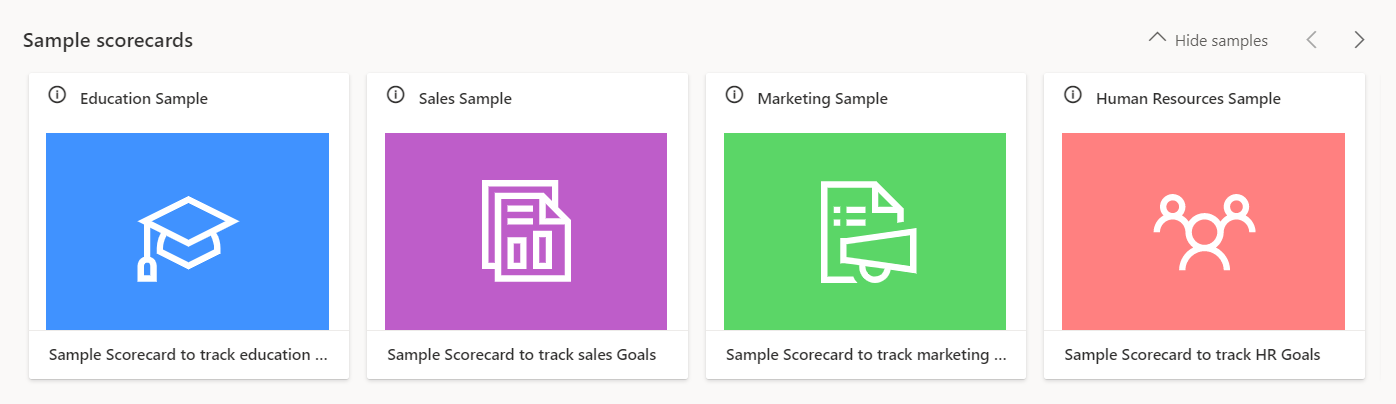 Sample scorecards
Hide samples
Education Sample
Sales Sample
Marketing Sample
Human Resources Sample
Sample Scorecard to track education ...
Sample Scorecard to track sales Goals
Sample Scorecard to track marketing ...
Sample Scorecard to track HR Goals